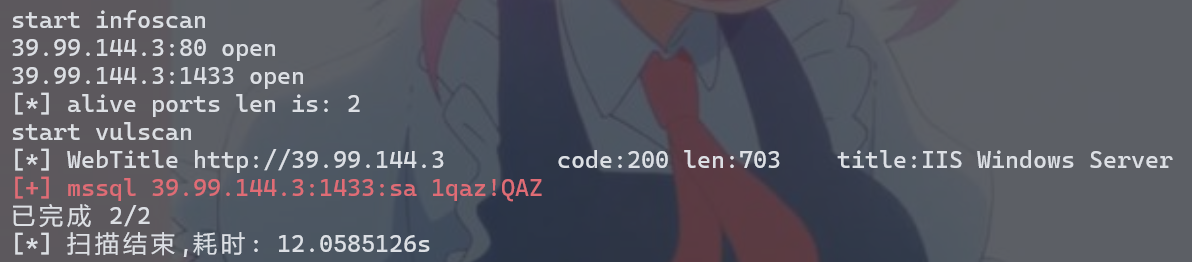 start infoscan
39.99.144.3:80 open
39.99.144.3:1433 open
[*] alive ports len is: 2
start vulscan
[*] WebTitle http://39.99.144.3        code:200 len:703    title:IIS Windows Server
[+] mssql 39.99.144.3:1433:sa 1qaz!QAZ
已完成 2/2
[*] 扫描结束,耗时: 12.0585126s